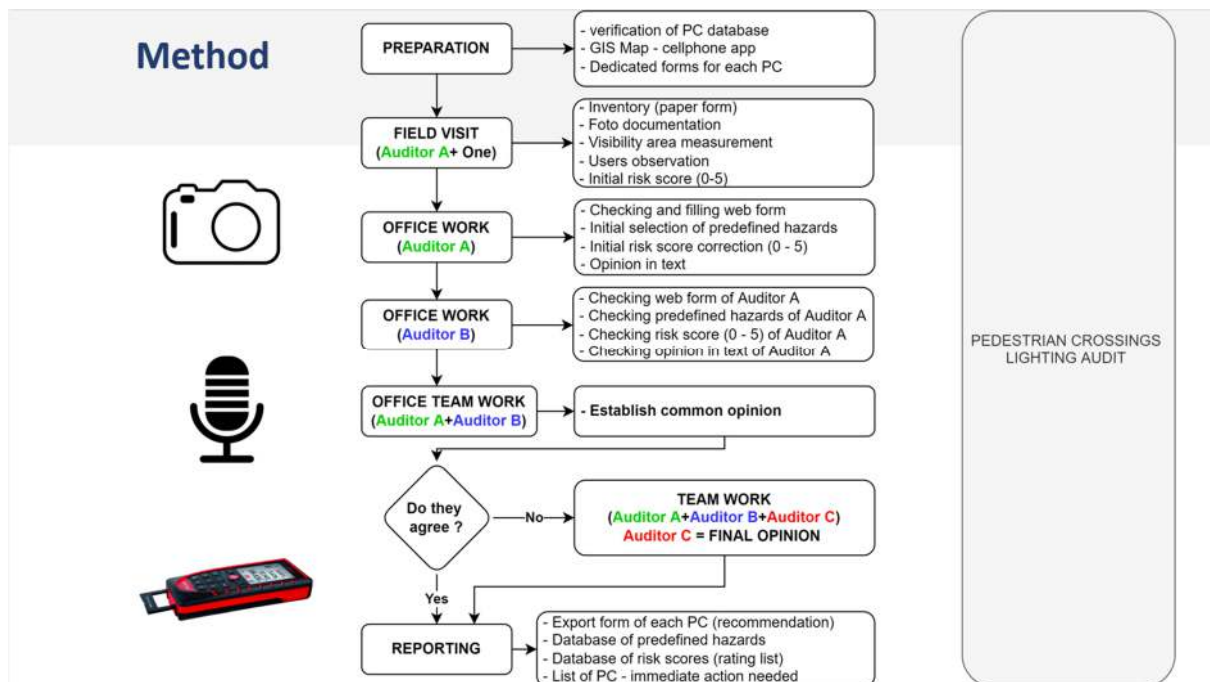 Method
PREPARATION
- verification of PC database
- GIS Map - cellphone app
- Dedicated forms for each PC
FIELD VISIT
(Auditor A+ One)
- Inventory (paper form)
- Foto documentation
- Visibility area measurement
- Users observation
- Initial risk score (0-5)
OFFICE WORK
(Auditor A)
- Checking and filling web form
- Initial selection of predefined hazards
- Initial risk score correction (0 - 5)
- Opinion in text
OFFICE WORK
(Auditor B)
- Checking web form of Auditor A
- Checking predefined hazards of Auditor A
- Checking risk score (0 - 5) of Auditor A
- Checking opinion in text of Auditor A
OFFICE TEAM WORK
(Auditor A+Auditor B)
- Establish common opinion
Do they
agree ?
No
TEAM WORK
(Auditor A+Auditor B+Auditor C)
Auditor C = FINAL OPINION
Yes
REPORTING
- Export form of each PC (recommendation)
- Database of predefined hazards
- Database of risk scores (rating list)
- List of PC - immediate action needed
PEDESTRIAN CROSSINGS
LIGHTING AUDIT